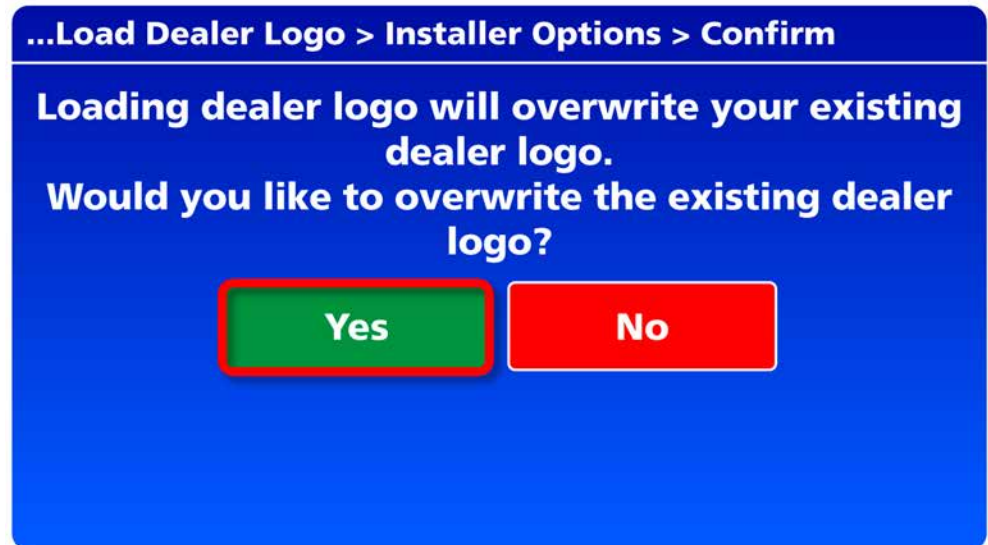 ...Load Dealer Logo > Installer Options > Confirm
Loading dealer logo will overwrite your existing
dealer logo.
Would you like to overwrite the existing dealer
logo?
Yes
No